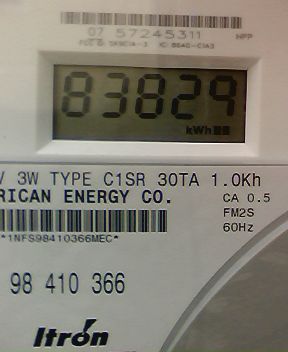 07 57245311
83829
kWh
V 3W TYPE C1SR 30TA 1.0Kh
RICAN ENERGY CO.
CA 0.5
FM2S
60Hz
*1NFS98410366MEC*
98 410 366
Itrón